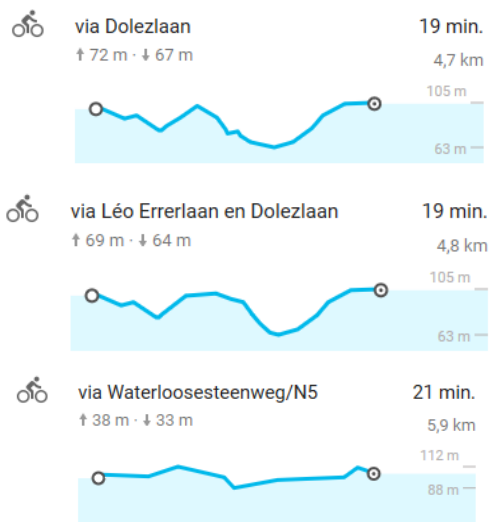 via Dolezlaan 19 min.
↑ 72 m · ↓ 67 m 4,7 km
105 m
63 m
via Léo Errerlaan en Dolezlaan 19 min.
↑ 69 m · ↓ 64 m 4,8 km
105 m
63 m
via Waterloosesteenweg/N5 21 min.
↑ 38 m · ↓ 33 m 5,9 km
112 m
88 m